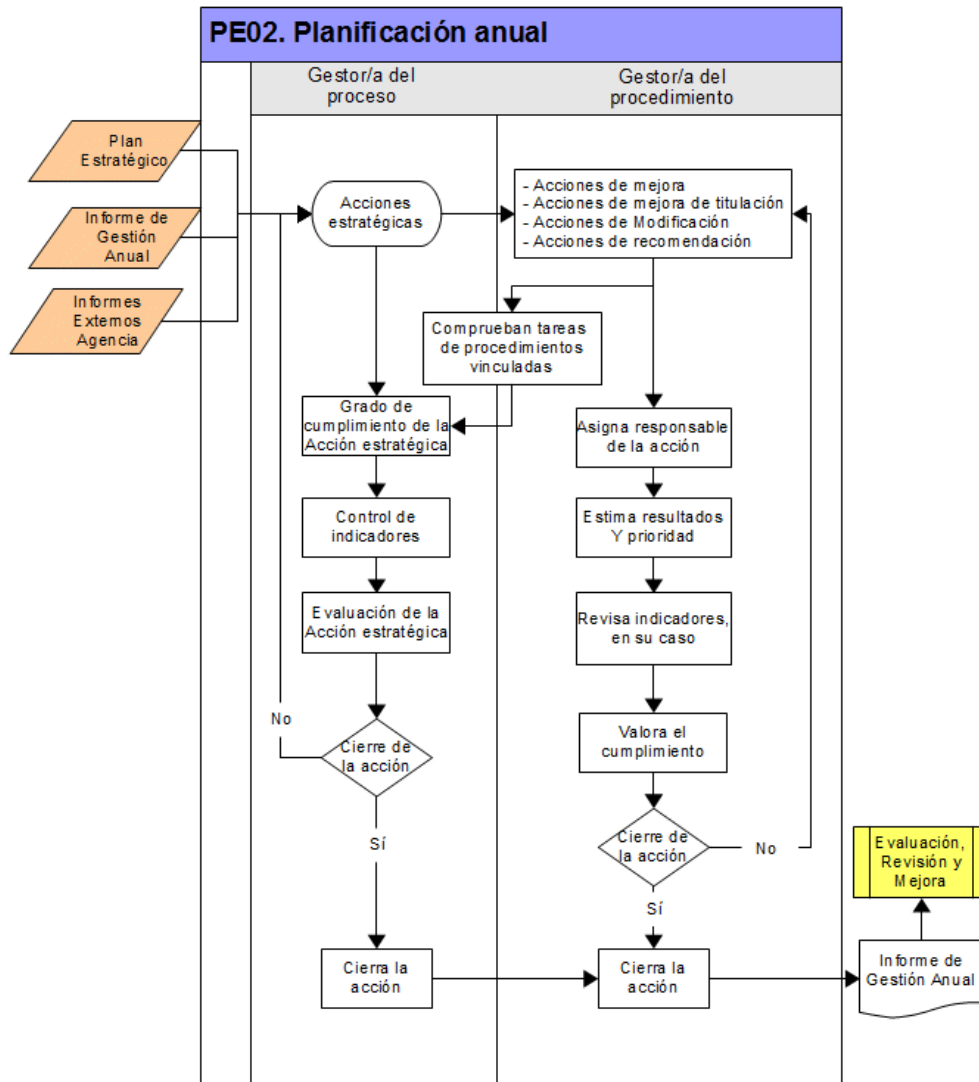 PE02. Planificación anual
Gestor/a del
proceso
Gestor/a del
procedimiento
Plan
Estratégico
Informe de
Gestión
Anual
Informes
Externos
Agencia
Acciones
estratégicas
- Acciones de mejora
- Acciones de mejora de titulación
- Acciones de Modificación
- Acciones de recomendación
Comprueban tareas
de procedimientos
vinculadas
Grado de
cumplimiento de la
Acción estratégica
Asigna responsable
de la acción
Control de
indicadores
Estima resultados
Y prioridad
Evaluación de la
Acción estratégica
Revisa indicadores,
en su caso
No
Cierre de
la acción
Valora el
cumplimiento
Sí
Cierre de
la acción
No
Sí
Evaluación,
Revisión y
Mejora
Cierra la
acción
Cierra la
acción
Informe de
Gestión Anual